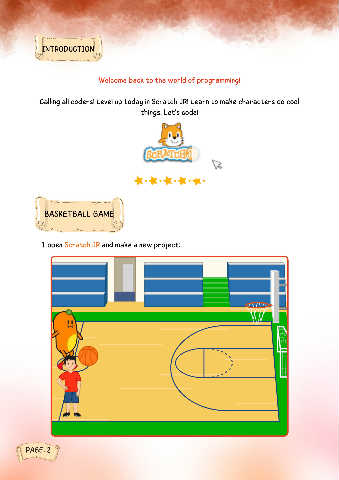 INTRODUCTION
Welcome back to the world of programming!
Calling all coders! Level up today in Scratch JR! Learn to make characters do cool
things. Let's code!
SCRATCHJR
BASKETBALL GAME
1 open Scratch JR and make a new project.
PAGE. 2